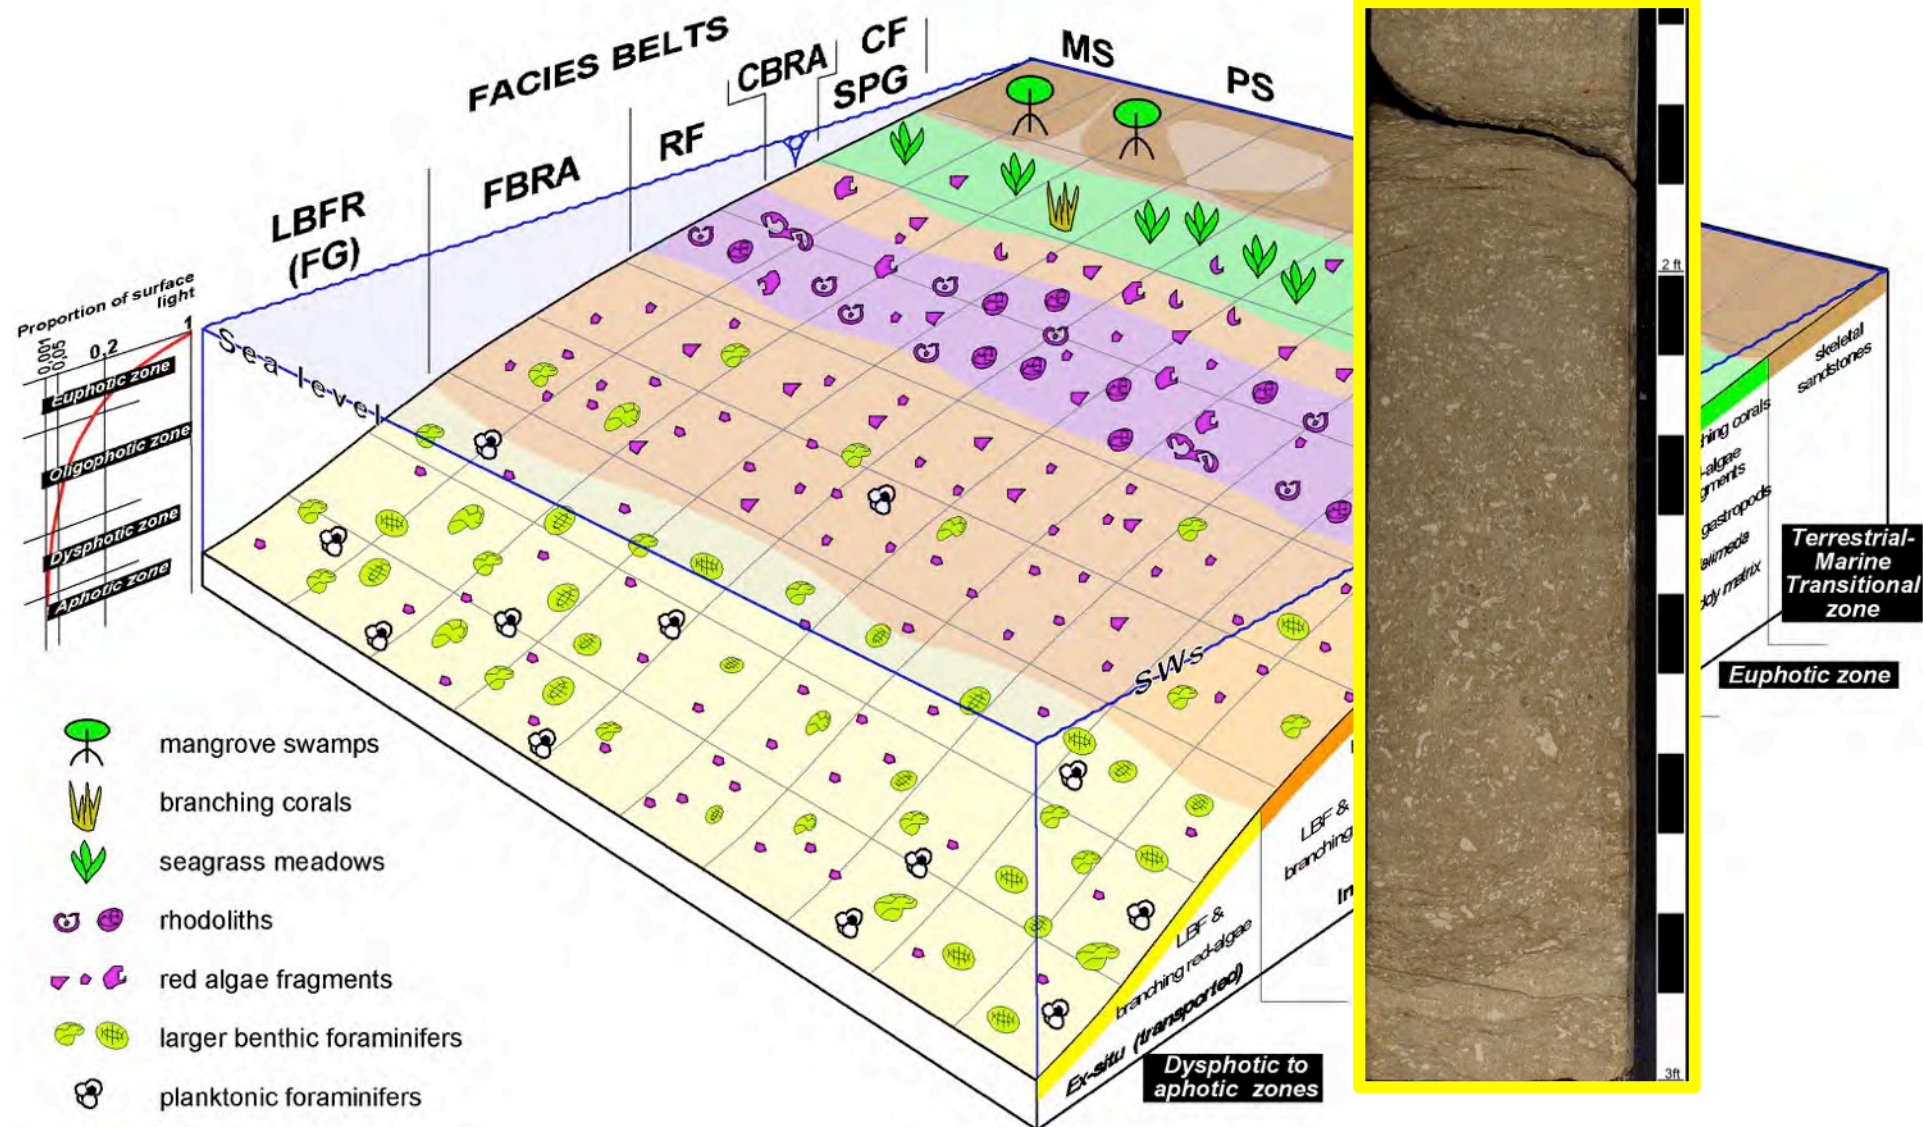 FACIES BELTS
LBFR
(FG)
FBRA
RF
CBRA
CF
SPG
MS
PS
Proportion of surface
light
0,001
0,05
0,2
1
Euphotic zone
Oligophotic zone
Dysphotic zone
Aphotic zone
Sea level
SWs
mangrove swamps
branching corals
seagrass meadows
rhodoliths
red algae fragments
larger benthic foraminifers
planktonic foraminifers
LBF &
branching red-algae
Ex-situ (transported)
Dysphotic to
aphotic zones
LBF &
branching
2 ft
3ft
skeletal
sandstones
corals
gastropods
matrix
Terrestrial-
Marine
Transitional
zone
Euphotic zone